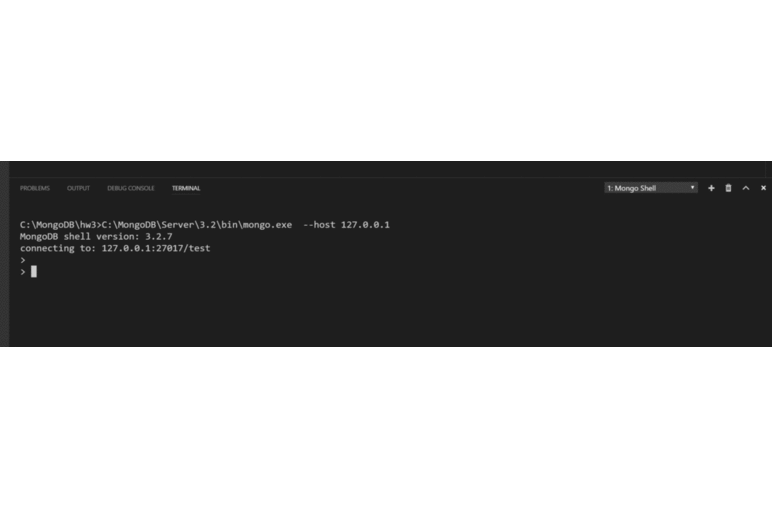 PROBLEMS OUTPUT DEBUG CONSOLE TERMINAL 1: Mongo Shell
C:\MongoDB\hw3>C:\MongoDB\Server\3.2\bin\mongo.exe  --host 127.0.0.1
MongoDB shell version: 3.2.7
connecting to: 127.0.0.1:27017/test
>
>